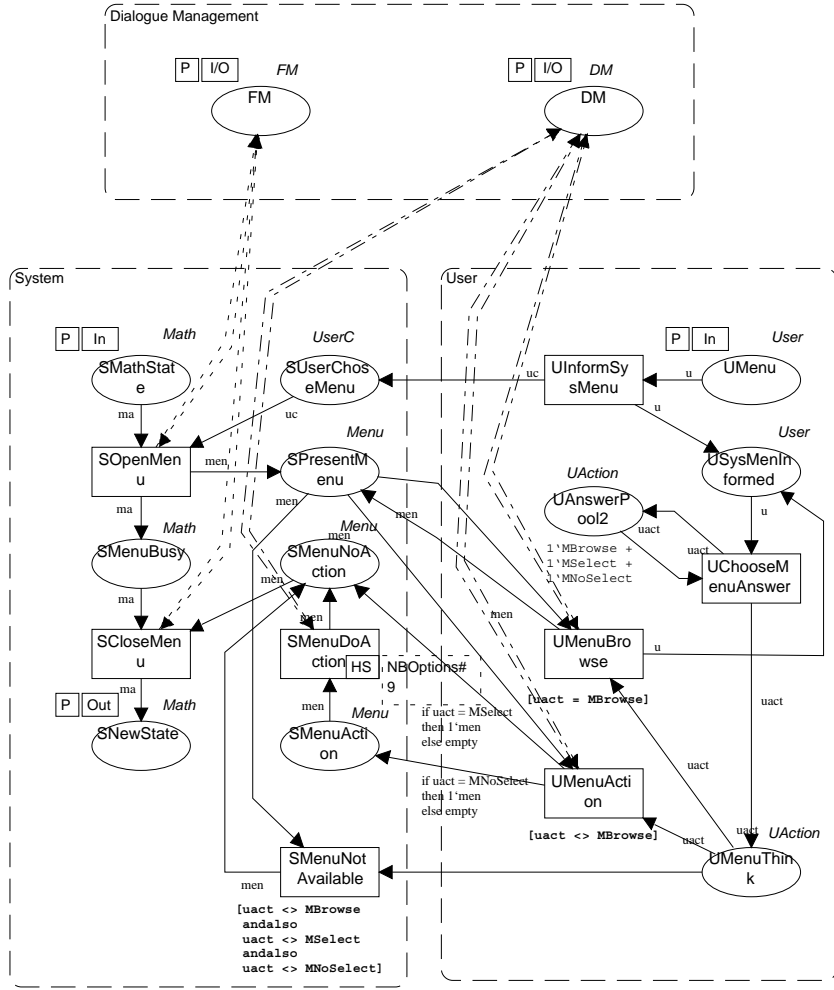 Dialogue Management
P I/O FM
FM
P I/O DM
DM
System
User
P In Math
SMathStat
e
UserC
SUserCho
seMenu
UInformSy
sMenu
P In User
UMenu
uc
u
ma
uc
u
SOpenMen
u
men
Menu
SPresentM
enu
User
USysMenIn
formed
UAction
UAnswerP
ool2
ma
men
men
u
Math
SMenuBusy
Menu
men
SMenuNoA
ction
uact
uact
1`MBrowse +
1`MSelect +
1`MNoSelect
UChooseM
enuAnswer
ma
men
men
men
SCloseMen
u
SMenuDoA
ction
HS NBOptions#
9
UMenuBro
wse
u
[uact = MBrowse]
ma
P Out Math
SNewState
men
Menu
SMenuActi
on
if uact = MSelect
then 1`men
else empty
uact
if uact = MNoSelect
then 1`men
else empty
UMenuActi
on
uact
[uact <> MBrowse]
uact
uact
UAction
UMenuThin
k
men
SMenuNot
Available
[uact <> MBrowse
andalso
uact <> MSelect
andalso
uact <> MNoSelect]